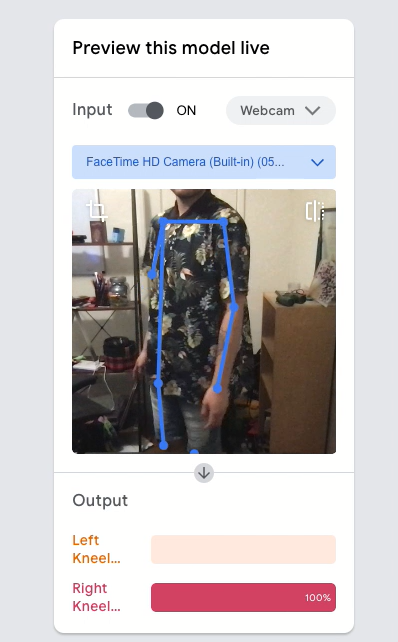 Preview this model live
Input
ON
Webcam
FaceTime HD Camera (Built-in) (05...
Output
Left
Kneel...
Right
Kneel...
100%